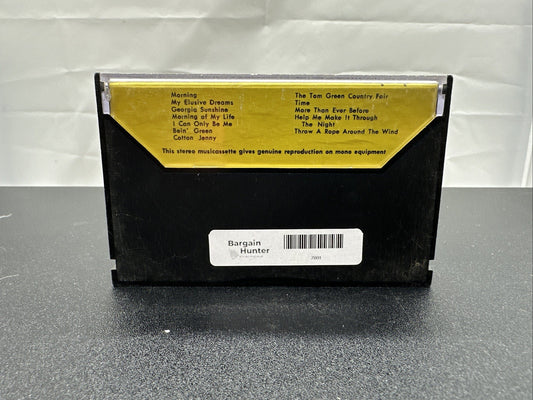 Morning
My Elusive Dreams
Georgia Sunshine
Morning of My Life
I Can Only Be Me
Bein' Green
Cotton Jenny
The Tom Green Country Fair
Time
More Than Ever Before
Help Me Make It Through
The Night
Throw A Rope Around The Wind
This stereo musicassette gives genuine reproduction on mono equipment
Bargain
Hunter